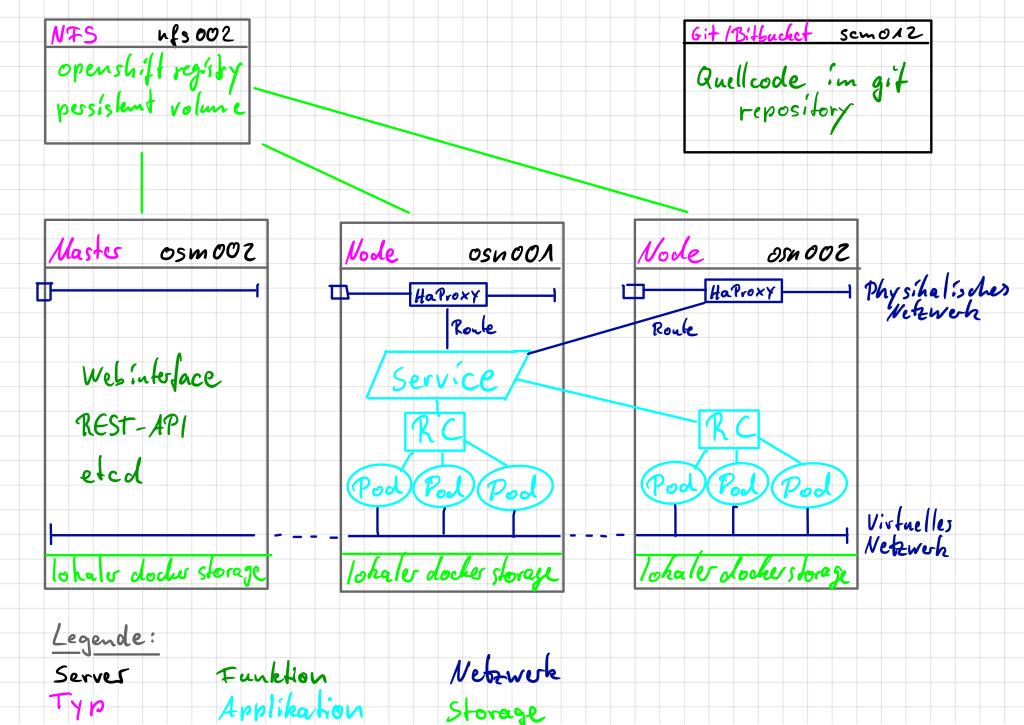 NFS nfs002
openshift registry
persistent volume
Git/Bitbucket scm012
Quellcode im git
repository
Master osm002
Webinterface
REST-API
etcd
lokaler docker storage
Node osn001
HaProxy
Route
Service
RC
Pod Pod Pod
lokaler docker storage
Node osn002
HaProxy
Route
RC
Pod Pod Pod
lokaler docker storage
Physikalisches
Netzwerk
Virtuelles
Netzwerk
Legende:
Server Funktion Netzwerk
Typ Applikation Storage